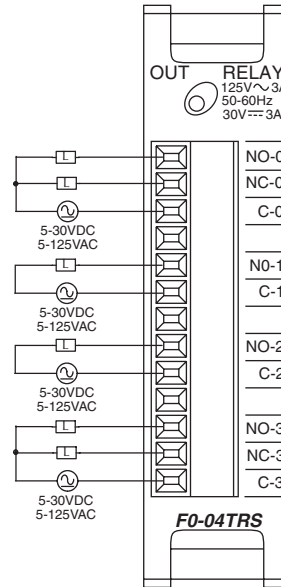 OUT RELAY
125V～3A
50-60Hz
30V⎓3A
L NO-0
L NC-0
C-0
5-30VDC
5-125VAC
L N0-1
C-1
5-30VDC
5-125VAC
L NO-2
C-2
5-30VDC
5-125VAC
L NO-3
L NC-3
C-3
5-30VDC
5-125VAC
F0-04TRS